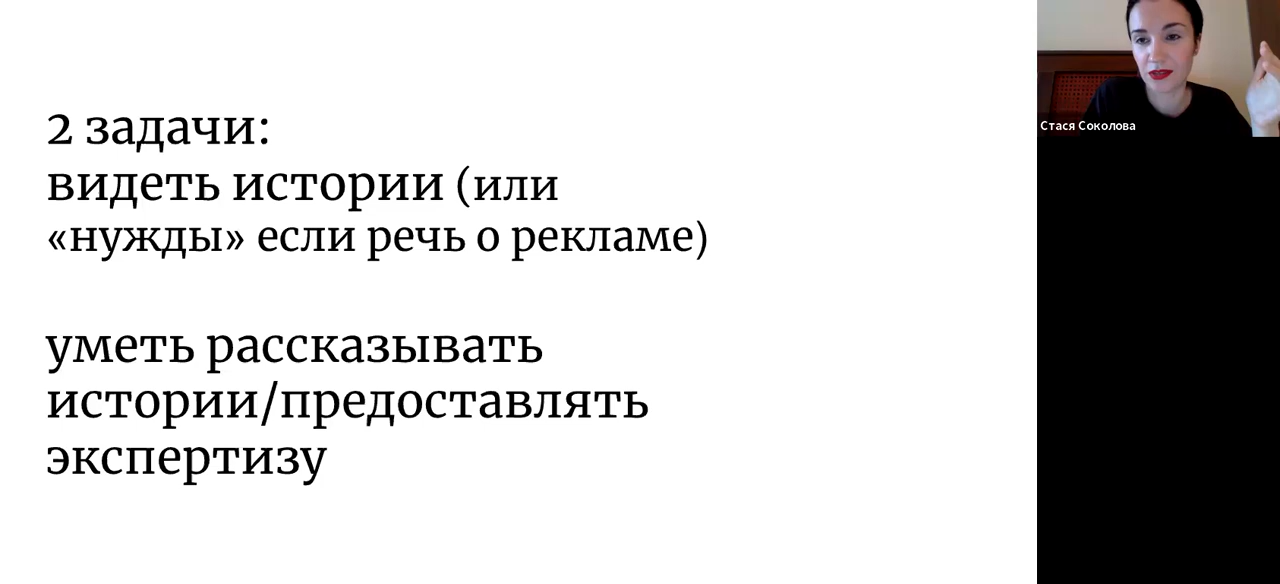 2 задачи:
видеть истории (или
«нужды» если речь о рекламе)
уметь рассказывать
истории/предоставлять
экспертизу
Стася Соколова